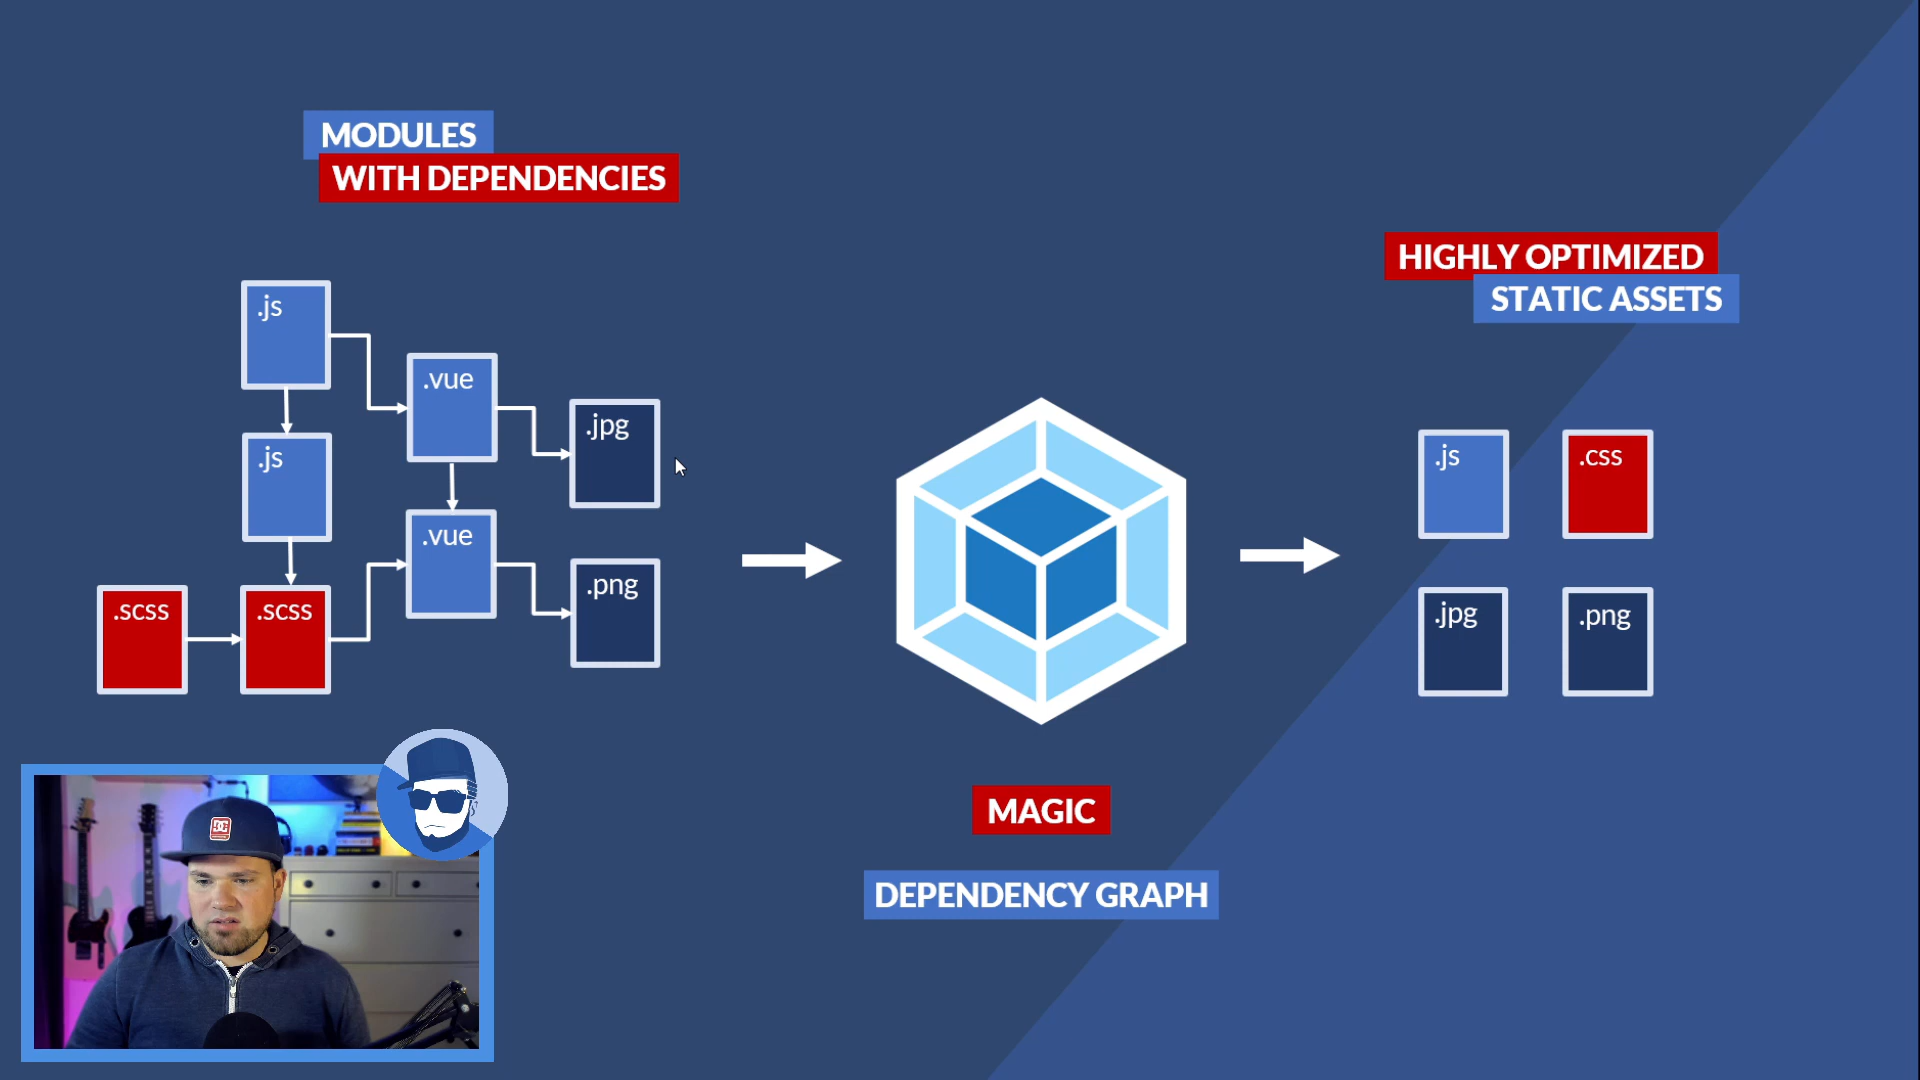 MODULES
WITH DEPENDENCIES
HIGHLY OPTIMIZED
STATIC ASSETS
.js
.vue
.jpg
.js
.vue
.png
.scss
.scss
.js
.css
.jpg
.png
MAGIC
DEPENDENCY GRAPH
DC